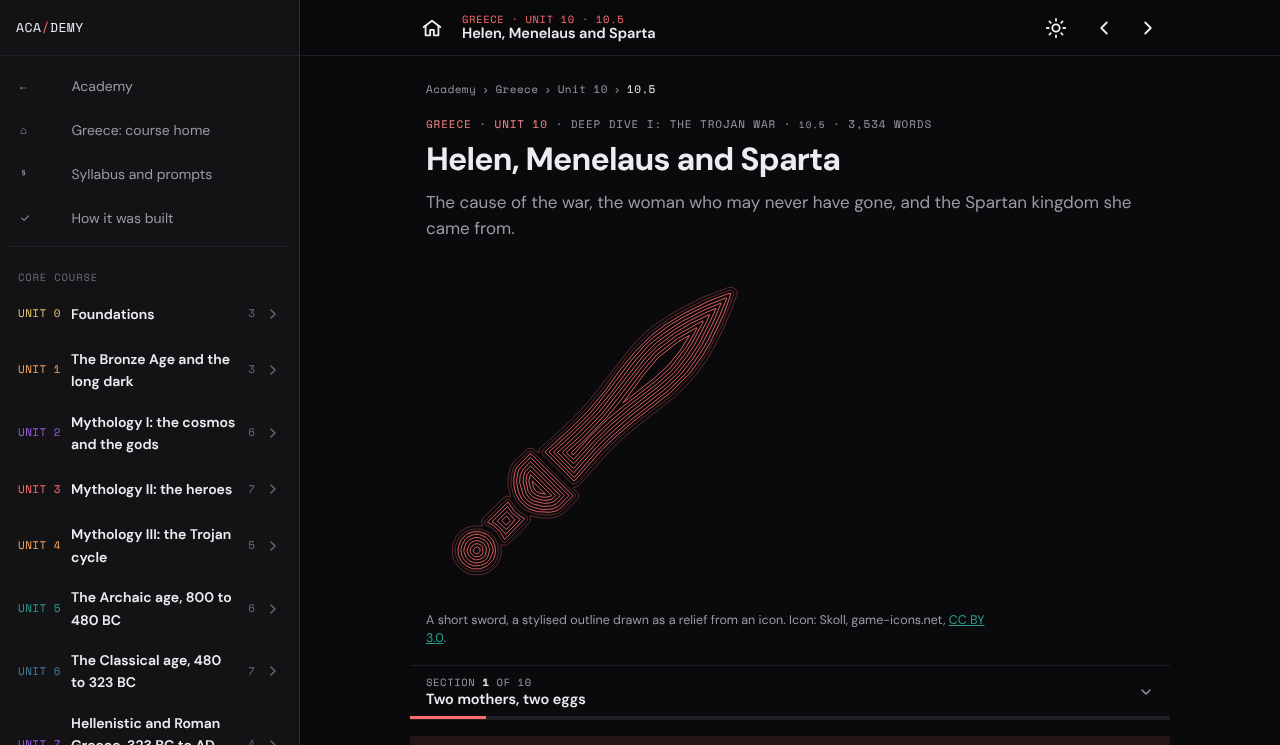 ACA/DEMY
← Academy
⌂ Greece: course home
§ Syllabus and prompts
✓ How it was built
CORE COURSE
UNIT 0 Foundations 3
UNIT 1 The Bronze Age and the
long dark 3
UNIT 2 Mythology I: the cosmos
and the gods 6
UNIT 3 Mythology II: the heroes 7
UNIT 4 Mythology III: the Trojan
cycle 5
UNIT 5 The Archaic age, 800 to
480 BC 6
UNIT 6 The Classical age, 480
to 323 BC 7
UNIT 7 Hellenistic and Roman
Greece, 323 BC to AD 4
GREECE · UNIT 10 · 10.5
Helen, Menelaus and Sparta
Academy › Greece › Unit 10 › 10.5
GREECE · UNIT 10 · DEEP DIVE I: THE TROJAN WAR · 10.5 · 3,534 WORDS
Helen, Menelaus and Sparta
The cause of the war, the woman who may never have gone, and the Spartan kingdom she
came from.
A short sword, a stylised outline drawn as a relief from an icon. Icon: Skoll, game-icons.net, CC BY
3.0.
SECTION 1 OF 10
Two mothers, two eggs